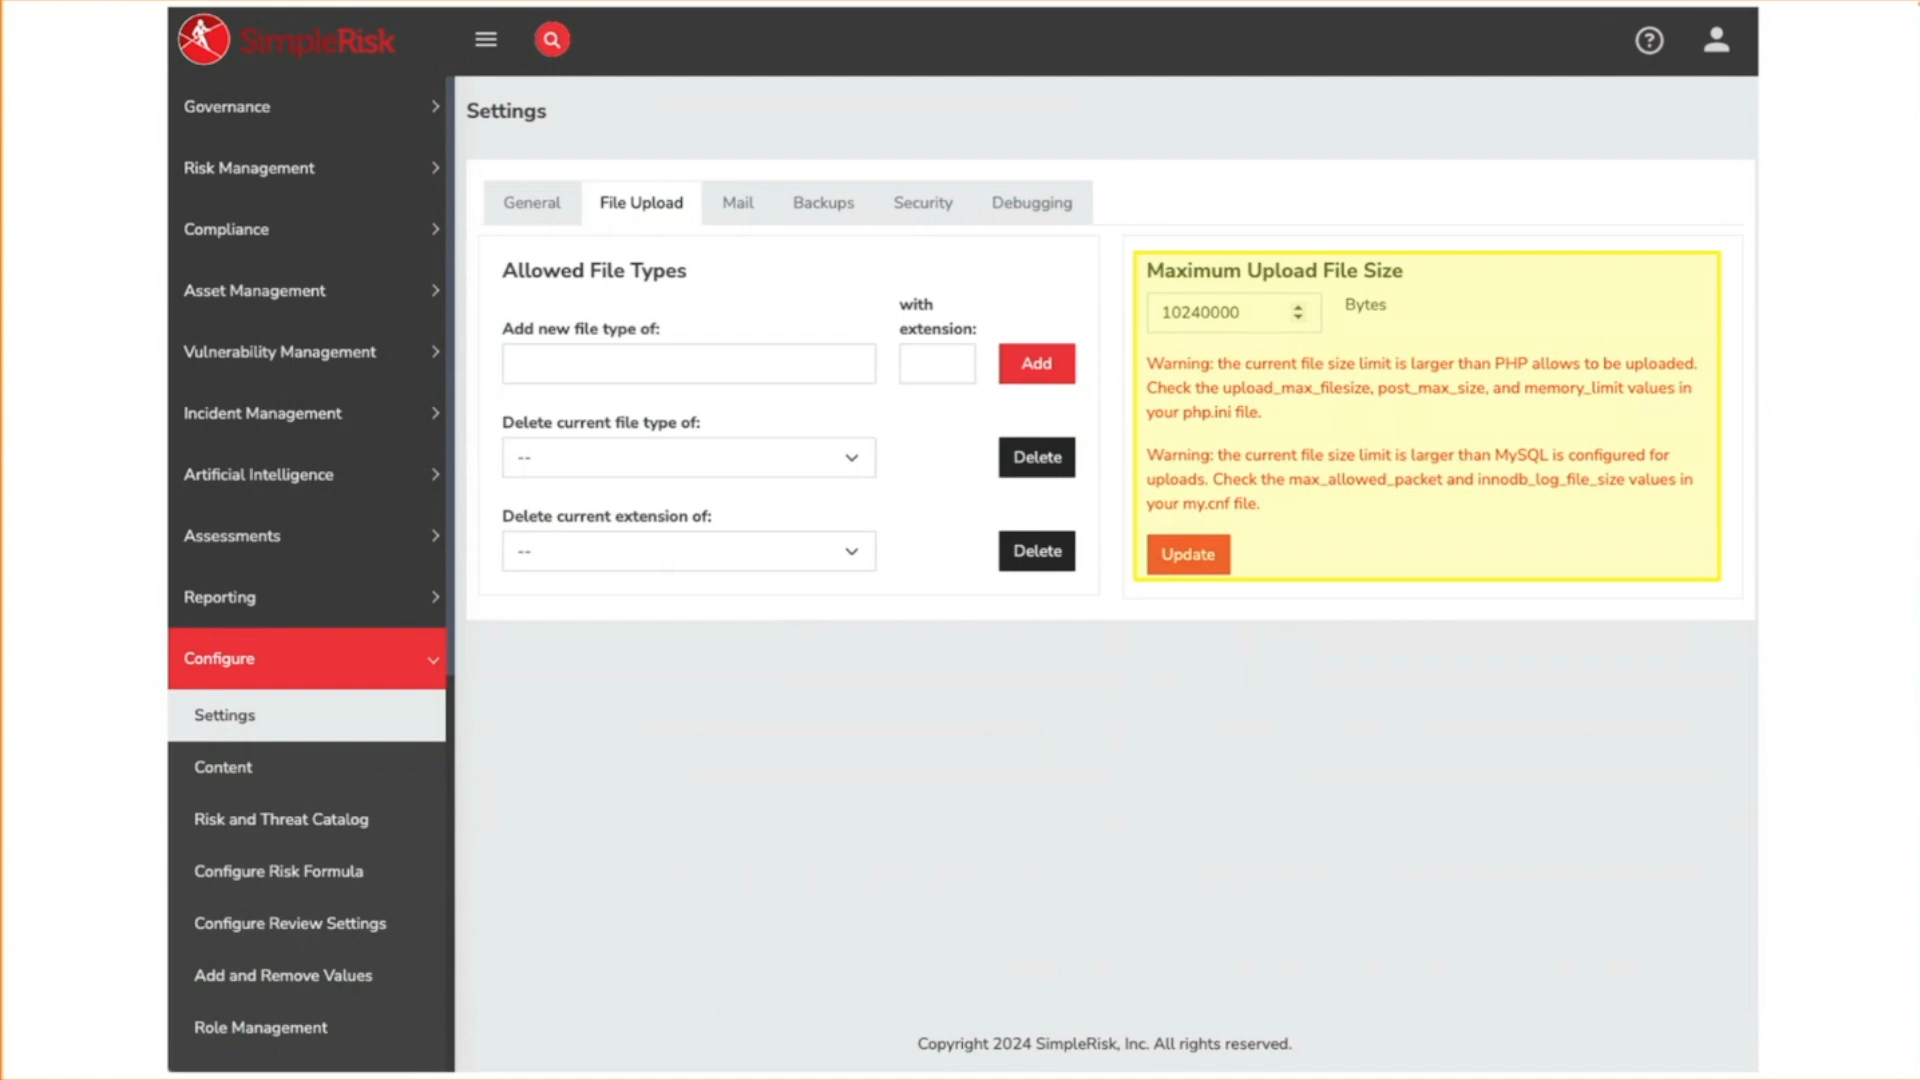 SimpleRisk
Governance
Risk Management
Compliance
Asset Management
Vulnerability Management
Incident Management
Artificial Intelligence
Assessments
Reporting
Configure
Settings
Content
Risk and Threat Catalog
Configure Risk Formula
Configure Review Settings
Add and Remove Values
Role Management
Settings
General
File Upload
Mail
Backups
Security
Debugging
Allowed File Types
Add new file type of:
with
extension:
Add
Delete current file type of:
--
Delete
Delete current extension of:
--
Delete
Maximum Upload File Size
10240000
Bytes
Warning: the current file size limit is larger than PHP allows to be uploaded.
Check the upload_max_filesize, post_max_size, and memory_limit values in
your php.ini file.
Warning: the current file size limit is larger than MySQL is configured for
uploads. Check the max_allowed_packet and innodb_log_file_size values in
your my.cnf file.
Update
Copyright 2024 SimpleRisk, Inc. All rights reserved.